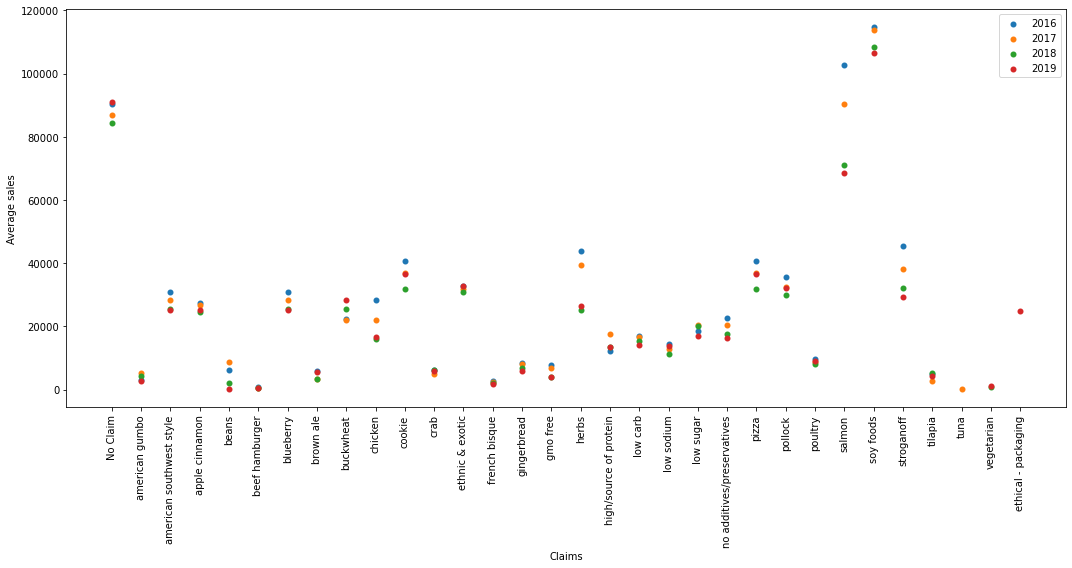 120000
100000
80000
60000
40000
20000
0
Average sales
2016
2017
2018
2019
No Claim
american gumbo
american southwest style
apple cinnamon
beans
beef hamburger
blueberry
brown ale
buckwheat
chicken
cookie
crab
ethnic & exotic
french bisque
gingerbread
gmo free
herbs
high/source of protein
low carb
low sodium
low sugar
no additives/preservatives
pizza
pollock
poultry
salmon
soy foods
stroganoff
tilapia
tuna
vegetarian
ethical - packaging
Claims